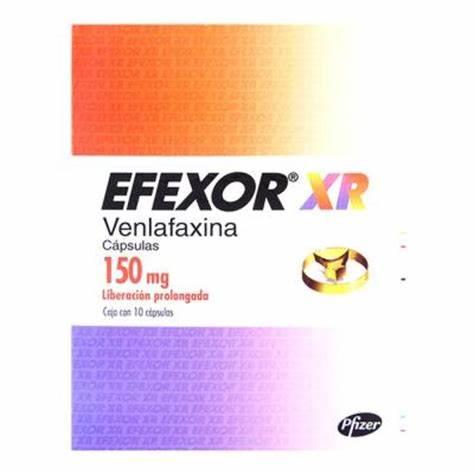 EFEXOR® XR
Venlafaxina
Cápsulas
150 mg
Liberación prolongada
Caja con 10 cápsulas
Pfizer